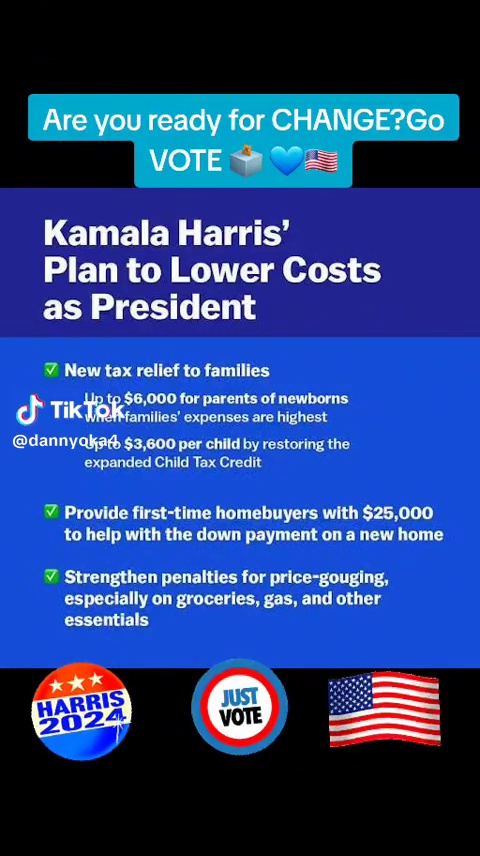 Are you ready for CHANGE?Go
VOTE 🗳️ 💙 🇺🇸
Kamala Harris’
Plan to Lower Costs
as President
✅ New tax relief to families
Up to $6,000 for parents of newborns
when families’ expenses are highest
TikTok
@dannyoka4
Up to $3,600 per child by restoring the
expanded Child Tax Credit
✅ Provide first-time homebuyers with $25,000
to help with the down payment on a new home
✅ Strengthen penalties for price-gouging,
especially on groceries, gas, and other
essentials
HARRIS
2024
JUST
VOTE